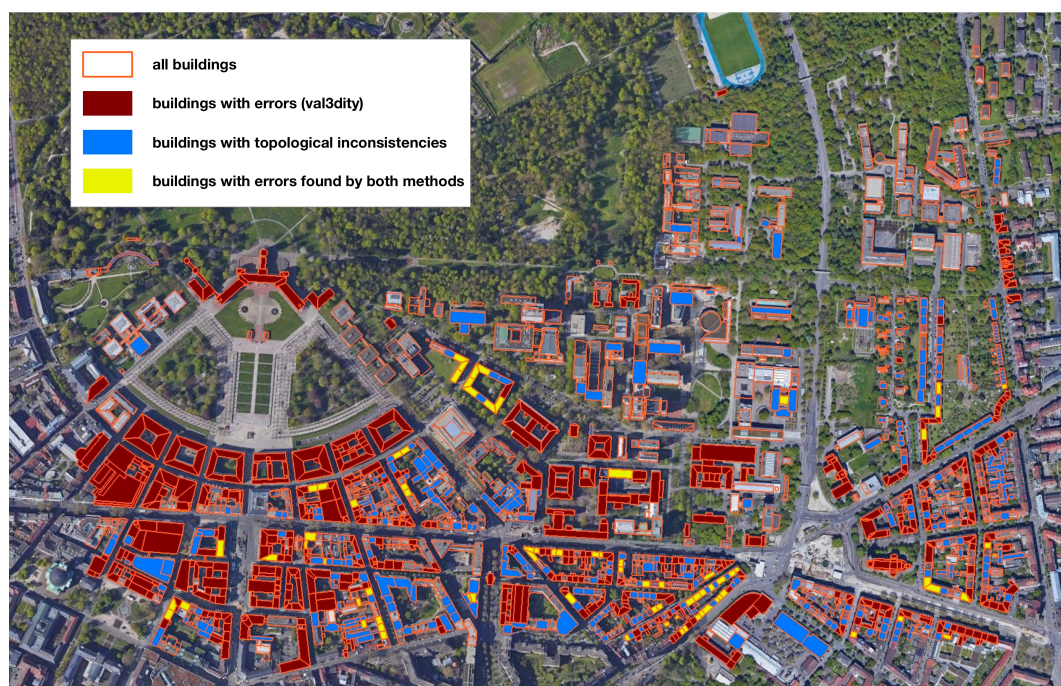 all buildings
buildings with errors (val3dity)
buildings with topological inconsistencies
buildings with errors found by both methods